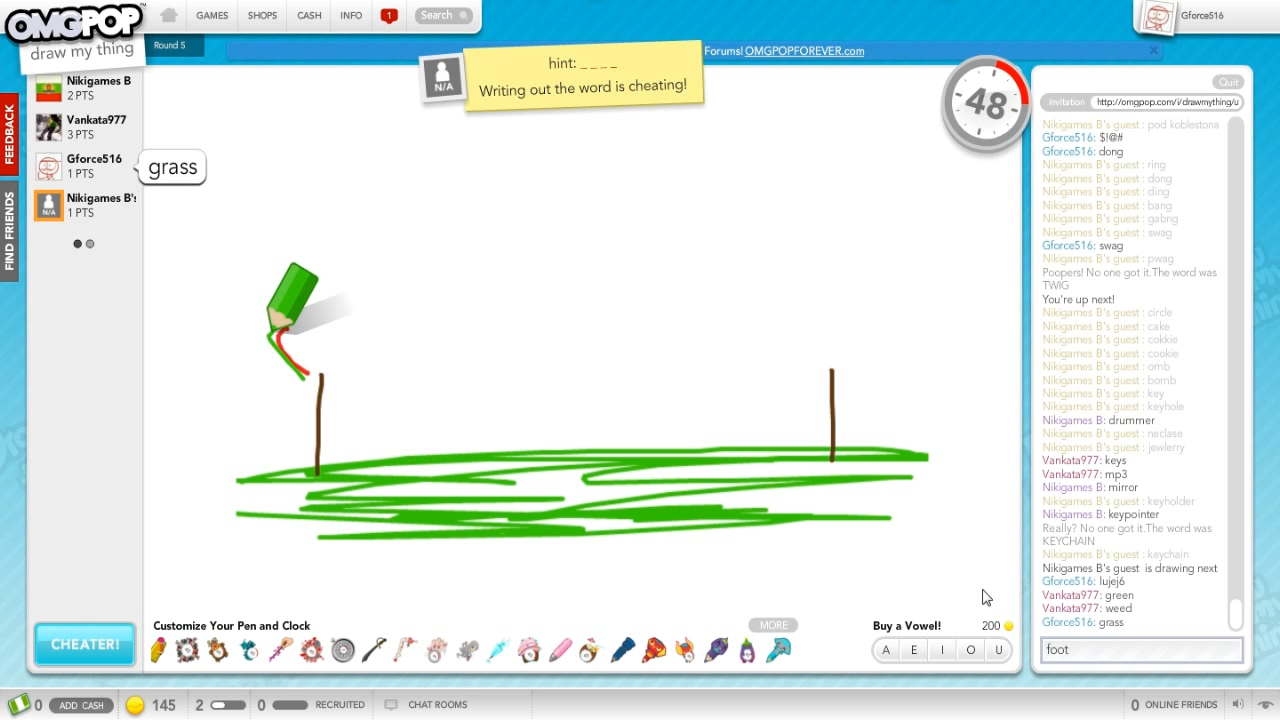 OMGPOP
™
GAMES
SHOPS
CASH
INFO
1
Search
Gforce516
draw my thing
Round 5
Forums! OMGPOPFOREVER.com
FEEDBACK
FIND FRIENDS
Nikigames B
2 PTS
Vankata977
3 PTS
Gforce516
1 PTS
grass
N/A
Nikigames B's
1 PTS
N/A
hint: _ _ _ _
Writing out the word is cheating!
48
Quit
Invitation
http://omgpop.com/i/drawmything/u
Nikigames B's guest : pod koblestona
Gforce516: $!@#
Gforce516: dong
Nikigames B's guest : ring
Nikigames B's guest : dong
Nikigames B's guest : ding
Nikigames B's guest : bang
Nikigames B's guest : gabng
Nikigames B's guest : swag
Gforce516: swag
Nikigames B's guest : pwag
Poopers! No one got it.The word was
TWIG
You're up next!
Nikigames B's guest : circle
Nikigames B's guest : cake
Nikigames B's guest : cokkie
Nikigames B's guest : cookie
Nikigames B's guest : omb
Nikigames B's guest : bomb
Nikigames B's guest : key
Nikigames B's guest : keyhole
Nikigames B: drummer
Nikigames B's guest : neclase
Nikigames B's guest : jewlerry
Vankata977: keys
Vankata977: mp3
Nikigames B: mirror
Nikigames B's guest : keyholder
Nikigames B: keypointer
Really? No one got it.The word was
KEYCHAIN
Nikigames B's guest : keychain
Nikigames B's guest is drawing next
Gforce516: lujej6
Vankata977: green
Vankata977: weed
Gforce516: grass
foot
CHEATER!
Customize Your Pen and Clock
MORE
Buy a Vowel!
200
A E I O U
0
ADD CASH
145
2
0
RECRUITED
CHAT ROOMS
0 ONLINE FRIENDS